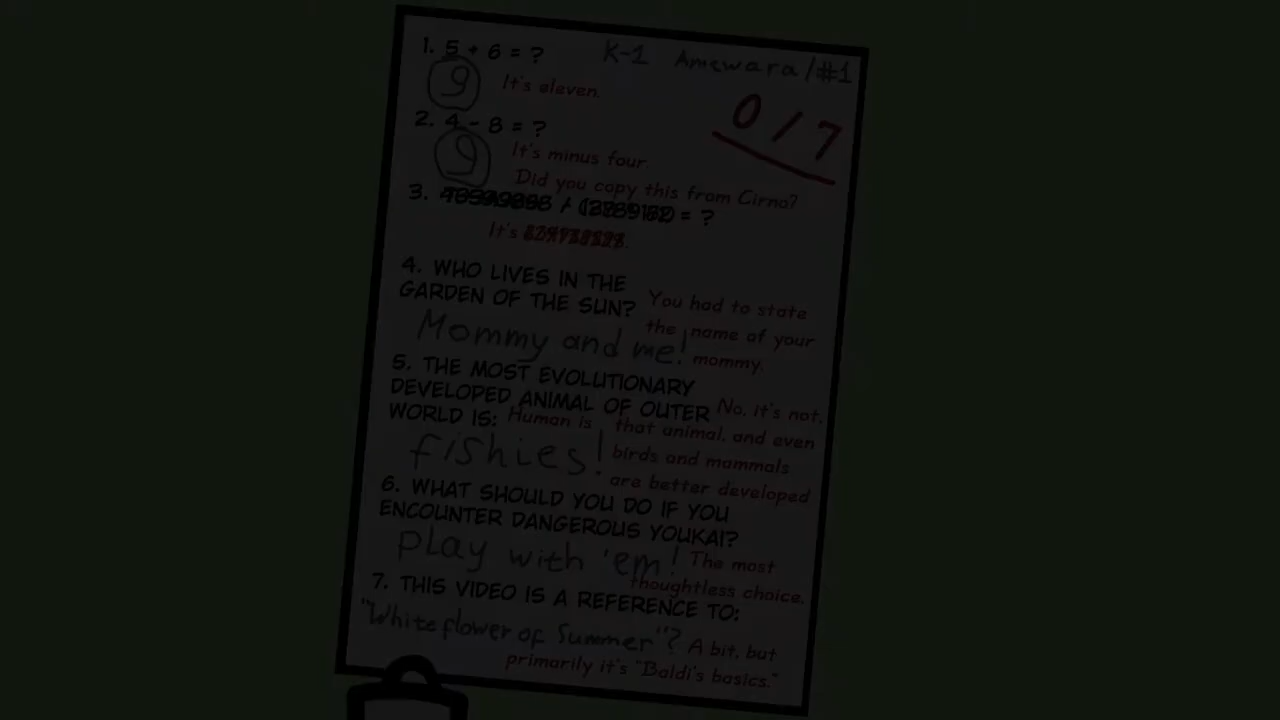 1. 5 + 6 = ?
K-1 Amewara/#1
9
It's eleven.
0/7
2. 4 - 8 = ?
9
It's minus four.
Did you copy this from Cirno?
3. = ?
It's
4. WHO LIVES IN THE
GARDEN OF THE SUN?
You had to state
the name of your
mommy.
Mommy and me!
5. THE MOST EVOLUTIONARY
DEVELOPED ANIMAL OF OUTER
WORLD IS:
No, it's not.
Human is that animal, and even
birds and mammals
are better developed
fishies!
6. WHAT SHOULD YOU DO IF YOU
ENCOUNTER DANGEROUS YOUKAI?
play with 'em!
The most
thoughtless choice.
7. THIS VIDEO IS A REFERENCE TO:
"White flower of Summer"?
A bit, but
primarily it's "Baldi's basics."